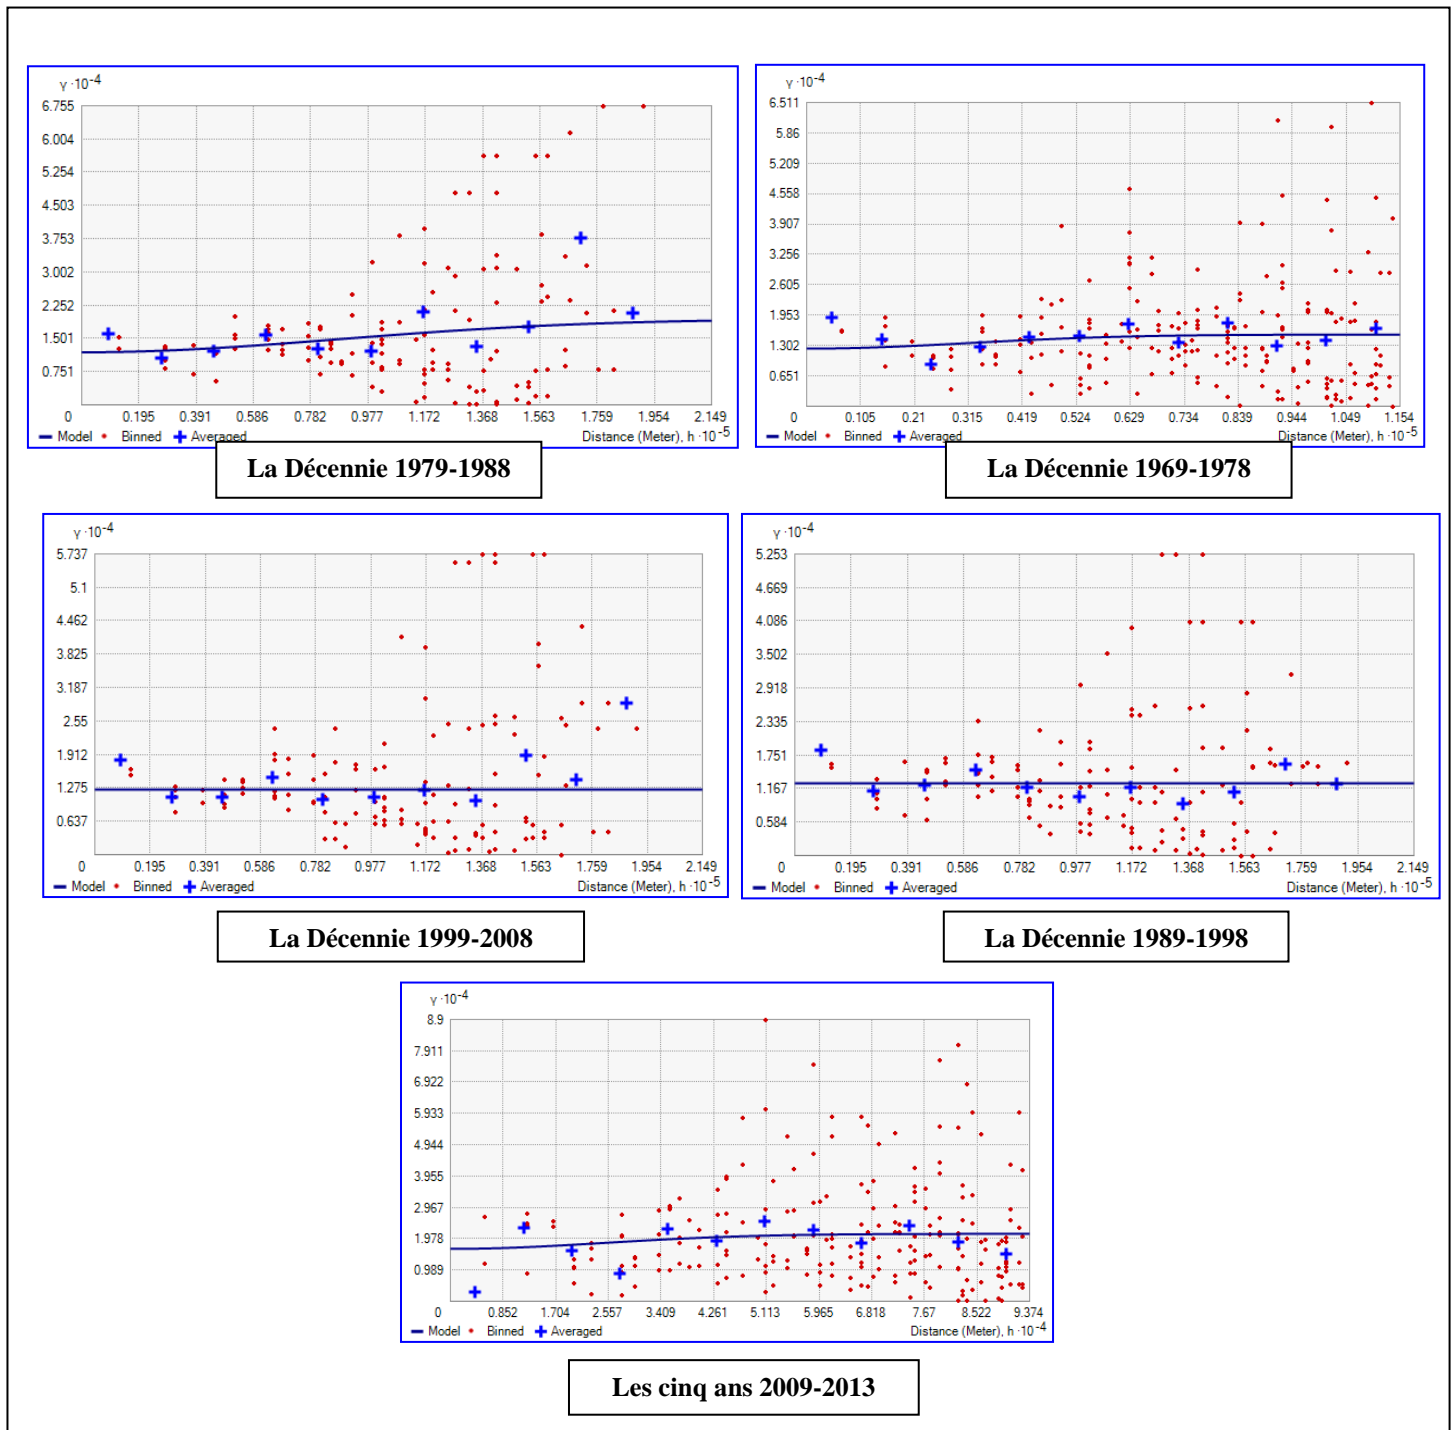 γ ·10-4
6.755
6.004
5.254
4.503
3.753
3.002
2.252
1.501
0.751
0 0.195 0.391 0.586 0.782 0.977 1.172 1.368 1.563 1.759 1.954 2.149
Model Binned Averaged Distance (Meter), h ·10-5
La Décennie 1979-1988
γ ·10-4
6.511
5.86
5.209
4.558
3.907
3.256
2.605
1.953
1.302
0.651
0 0.105 0.21 0.315 0.419 0.524 0.629 0.734 0.839 0.944 1.049 1.154
Model Binned Averaged Distance (Meter), h ·10-5
La Décennie 1969-1978
γ ·10-4
5.737
5.1
4.462
3.825
3.187
2.55
1.912
1.275
0.637
0 0.195 0.391 0.586 0.782 0.977 1.172 1.368 1.563 1.759 1.954 2.149
Model Binned Averaged Distance (Meter), h ·10-5
La Décennie 1999-2008
γ ·10-4
5.253
4.669
4.086
3.502
2.918
2.335
1.751
1.167
0.584
0 0.195 0.391 0.586 0.782 0.977 1.172 1.368 1.563 1.759 1.954 2.149
Model Binned Averaged Distance (Meter), h ·10-5
La Décennie 1989-1998
γ ·10-4
8.9
7.911
6.922
5.933
4.944
3.955
2.967
1.978
0.989
0 0.852 1.704 2.557 3.409 4.261 5.113 5.965 6.818 7.67 8.522 9.374
Model Binned Averaged Distance (Meter), h ·10-4
Les cinq ans 2009-2013